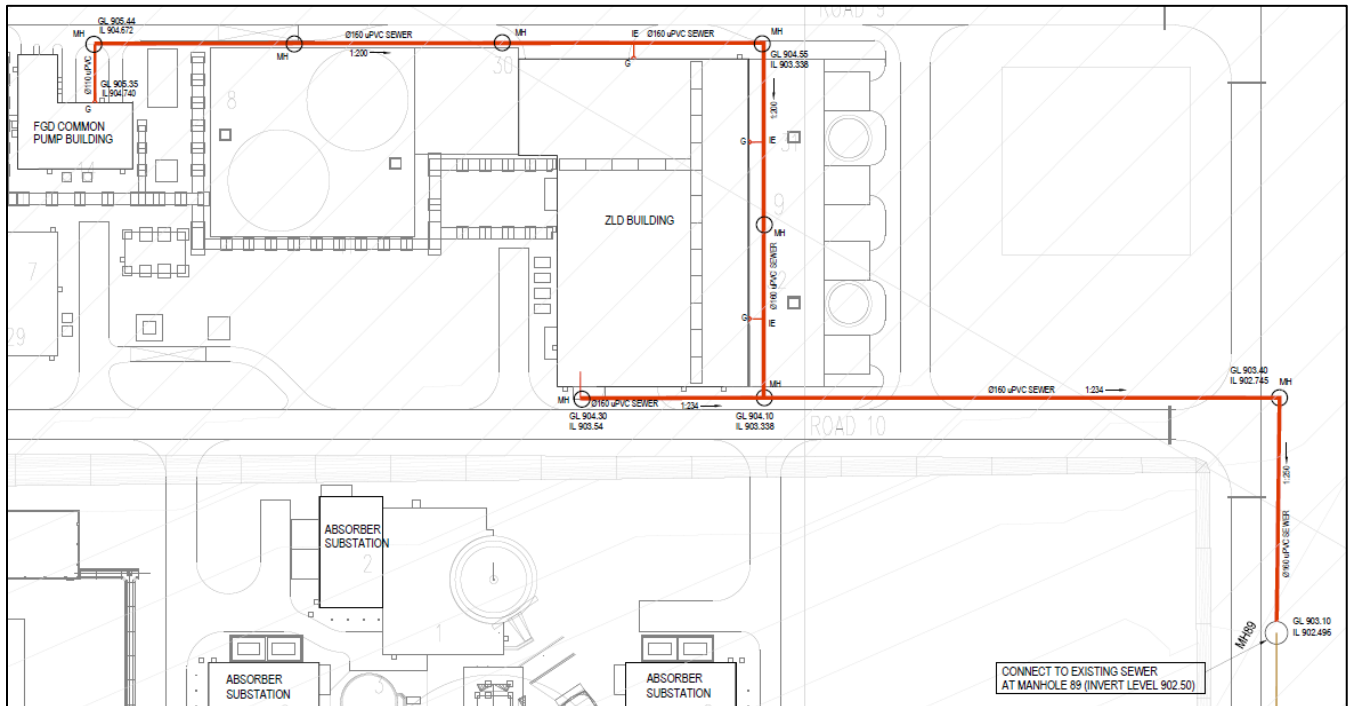 ROAD 9
GL 905.44
IL 904.672
MH
Ø160 uPVC SEWER
1:200
MH
MH
IE
Ø160 uPVC SEWER
MH
GL 904.55
IL 903.338
G
30
Ø110 uPVC
GL 905.35
IL 904.740
G
8
1:200
FGD COMMON
PUMP BUILDING
14
G
IE
31
9
ZLD BUILDING
MH
7
Ø160 uPVC SEWER
G
IE
29
MH
MH
Ø160 uPVC SEWER
1:234
GL 904.30
IL 903.54
GL 904.10
IL 903.338
Ø160 uPVC SEWER
1:234
GL 903.40
IL 902.745
MH
ROAD 10
1:250
Ø160 uPVC SEWER
ABSORBER
SUBSTATION
2
1
MH89
GL 903.10
IL 902.496
CONNECT TO EXISTING SEWER
AT MANHOLE 89 (INVERT LEVEL 902.50)
ABSORBER
SUBSTATION
3
ABSORBER
SUBSTATION